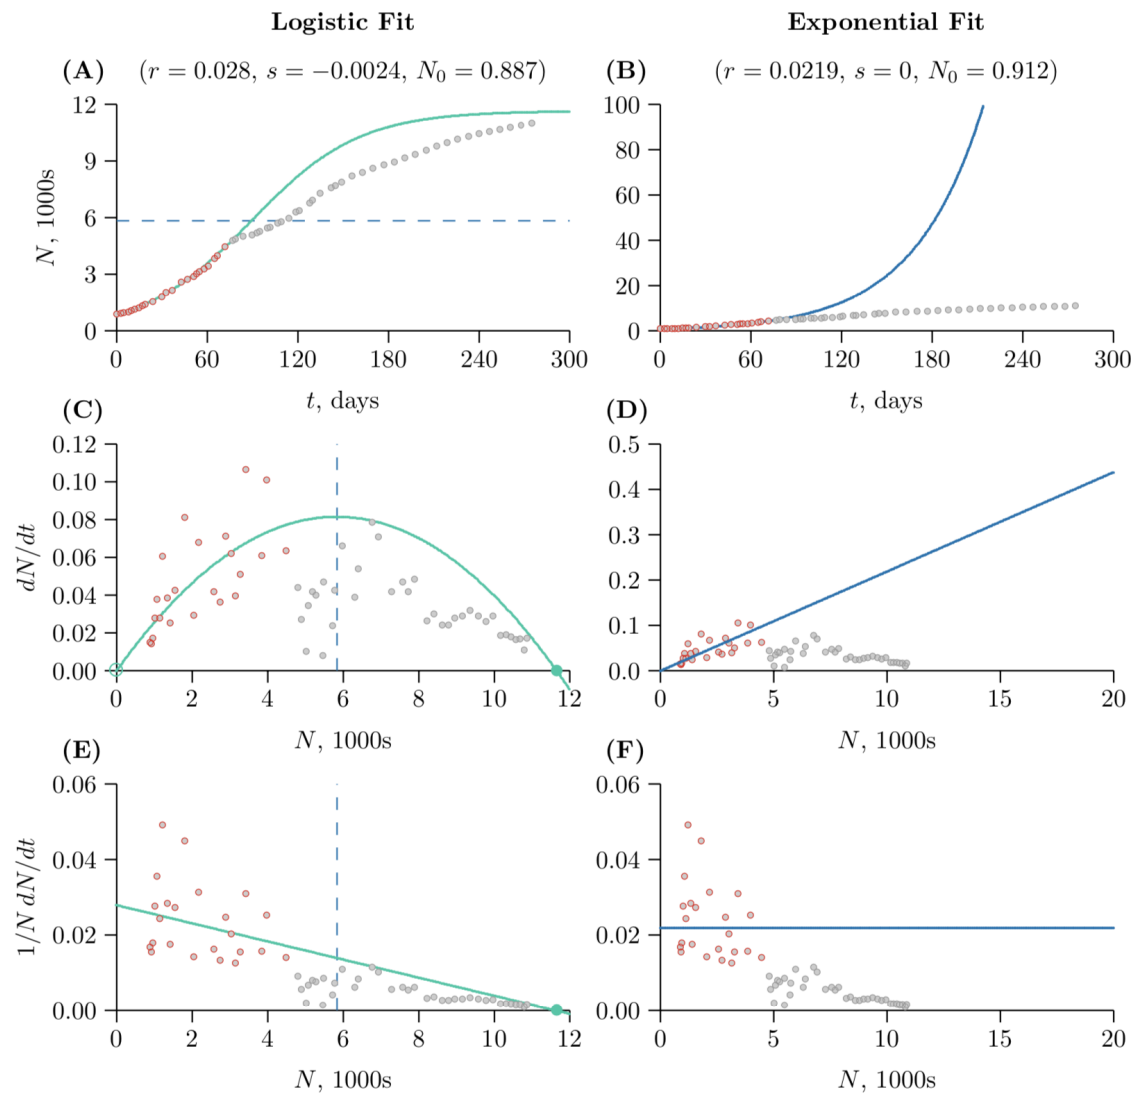 Logistic Fit
Exponential Fit
(A) (r = 0.028, s = −0.0024, N₀ = 0.887)
(B) (r = 0.0219, s = 0, N₀ = 0.912)
12
9
6
3
0
N, 1000s
0 60 120 180 240 300
t, days
100
80
60
40
20
0
0 60 120 180 240 300
t, days
(C)
0.12
0.10
0.08
0.06
0.04
0.02
0.00
dN/dt
0 2 4 6 8 10 12
N, 1000s
(D)
0.5
0.4
0.3
0.2
0.1
0.0
0 5 10 15 20
N, 1000s
(E)
0.06
0.04
0.02
0.00
1/N dN/dt
0 2 4 6 8 10 12
N, 1000s
(F)
0.06
0.04
0.02
0.00
0 5 10 15 20
N, 1000s